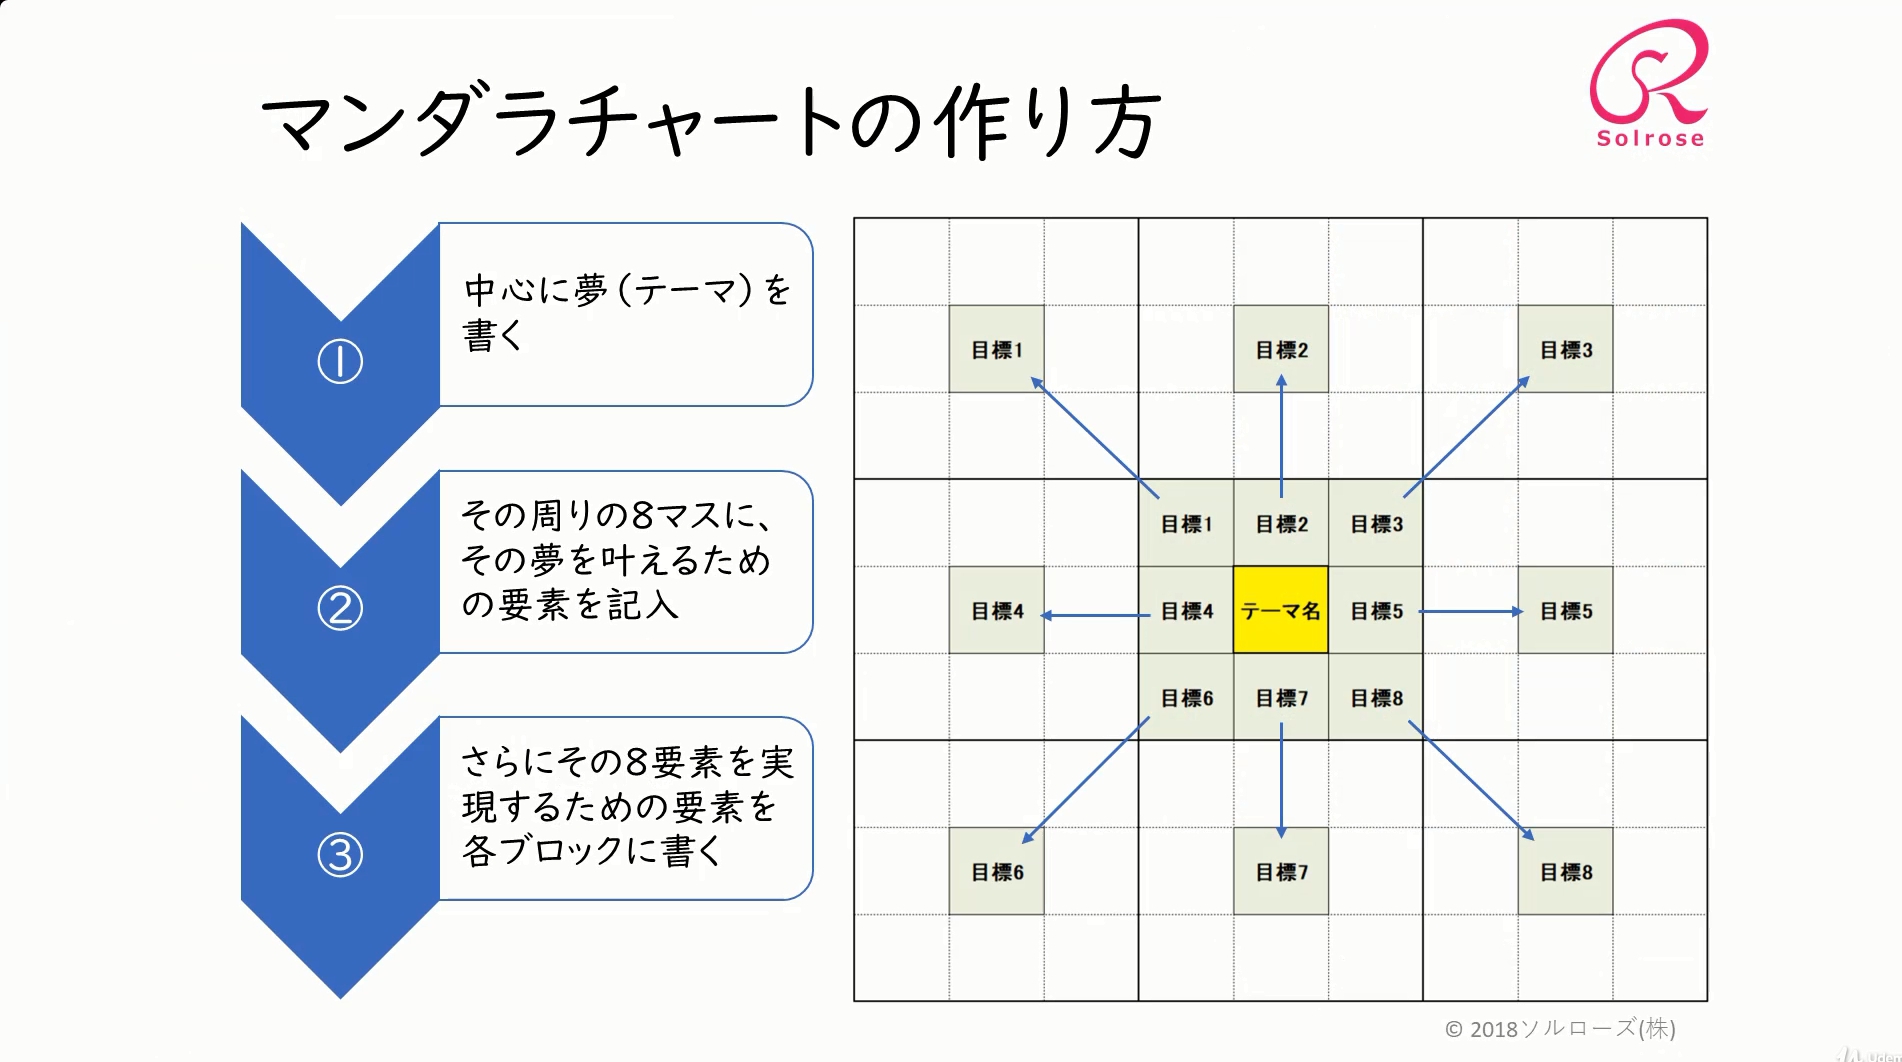 マンダラチャートの作り方
Solrose
①
中心に夢（テーマ）を
書く
②
その周りの8マスに、
その夢を叶えるため
の要素を記入
③
さらにその8要素を実
現するための要素を
各ブロックに書く
目標1 目標2 目標3
目標1 目標2 目標3
目標4 目標4 テーマ名 目標5 目標5
目標6 目標7 目標8
目標6 目標7 目標8
© 2018ソルローズ(株)